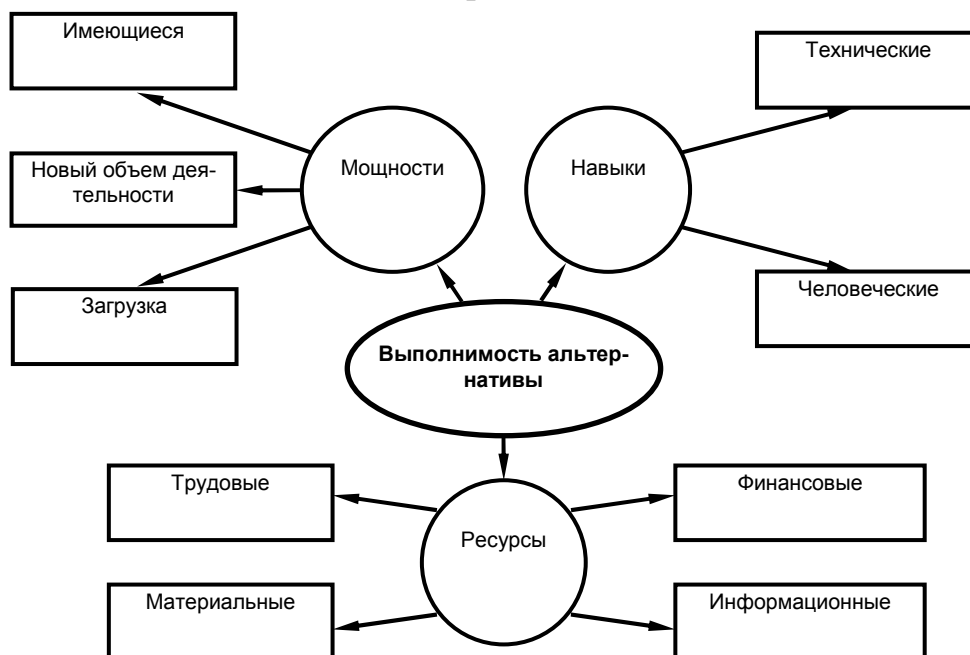 Имеющиеся
Технические
Новый объем дея-
тельности
Мощности
Навыки
Загрузка
Человеческие
Выполнимость альтер-
нативы
Трудовые
Финансовые
Ресурсы
Материальные
Информационные